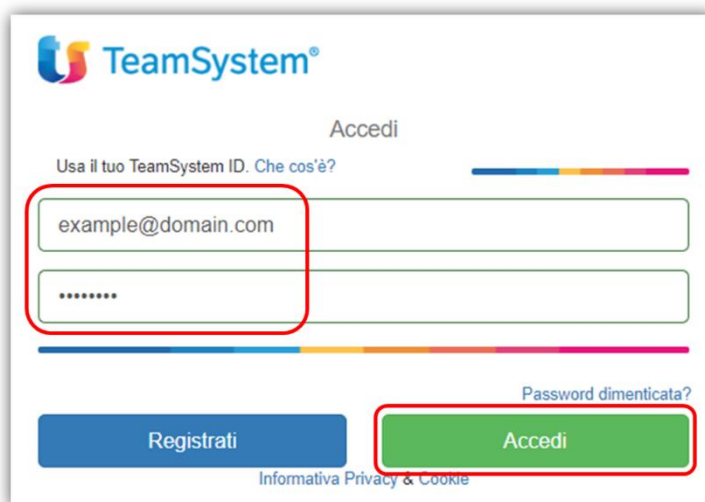 TeamSystem®
Accedi
Usa il tuo TeamSystem ID. Che cos'è?
example@domain.com
••••••••
Password dimenticata?
Registrati
Accedi
Informativa Privacy & Cookie